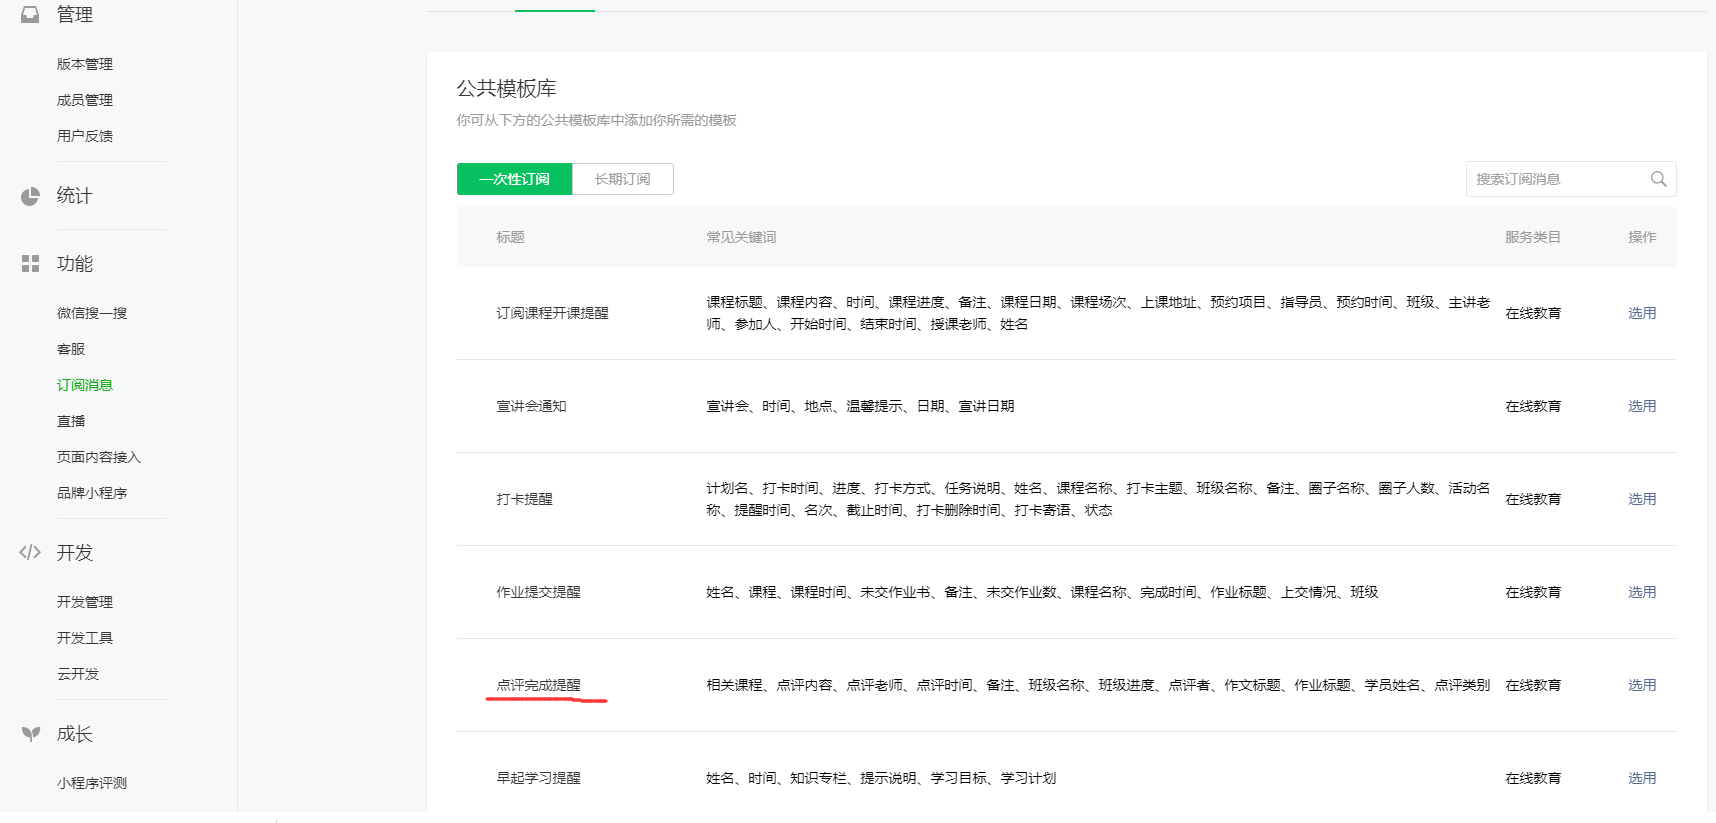 管理
版本管理
成员管理
用户反馈
统计
功能
微信搜一搜
客服
订阅消息
直播
页面内容接入
品牌小程序
开发
开发管理
开发工具
云开发
成长
小程序评测
公共模板库
你可从下方的公共模板库中添加你所需的模板
一次性订阅 长期订阅 搜索订阅消息
标题 常见关键词 服务类目 操作
订阅课程开课提醒 课程标题、课程内容、时间、课程进度、备注、课程日期、课程场次、上课地址、预约项目、指导员、预约时间、班级、主讲老
师、参加人、开始时间、结束时间、授课老师、姓名 在线教育 选用
宣讲会通知 宣讲会、时间、地点、温馨提示、日期、宣讲日期 在线教育 选用
打卡提醒 计划名、打卡时间、进度、打卡方式、任务说明、姓名、课程名称、打卡主题、班级名称、备注、圈子名称、圈子人数、活动名
称、提醒时间、名次、截止时间、打卡删除时间、打卡寄语、状态 在线教育 选用
作业提交提醒 姓名、课程、课程时间、未交作业书、备注、未交作业数、课程名称、完成时间、作业标题、上交情况、班级 在线教育 选用
点评完成提醒 相关课程、点评内容、点评老师、点评时间、备注、班级名称、班级进度、点评者、作文标题、作业标题、学员姓名、点评类别 在线教育 选用
早起学习提醒 姓名、时间、知识专栏、提示说明、学习目标、学习计划 在线教育 选用